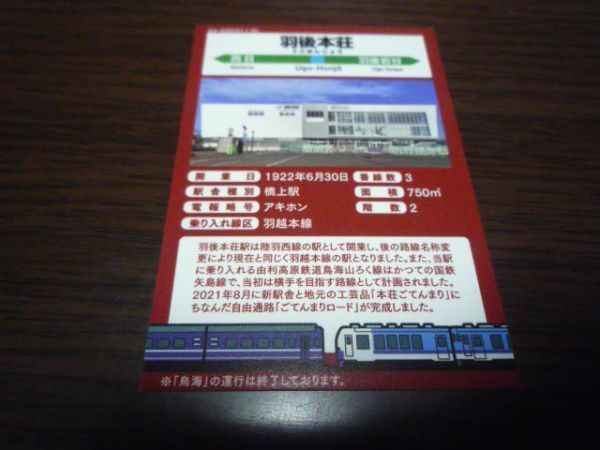 羽後本荘
うごほんじょう
西目
羽後岩谷
Nishime
Ugo-Honjō
Ugo-Iwaya
開業日 1922年6月30日 番線数 3
駅舎種別 橋上駅 面積 750㎡
電報略号 アキホン 階数 2
乗り入れ線区 羽越本線
羽後本荘駅は陸羽西線の駅として開業し、後の路線名称変
更により現在と同じく羽越本線の駅となりました。また、当駅
に乗り入れる由利高原鉄道鳥海山ろく線はかつての国鉄
矢島線で、当初は横手を目指す路線として計画されました。
2021年8月に新駅舎と地元の工芸品「本荘ごてんまり」に
ちなんだ自由通路「ごてんまりロード」が完成しました。
※「鳥海」の運行は終了しております。